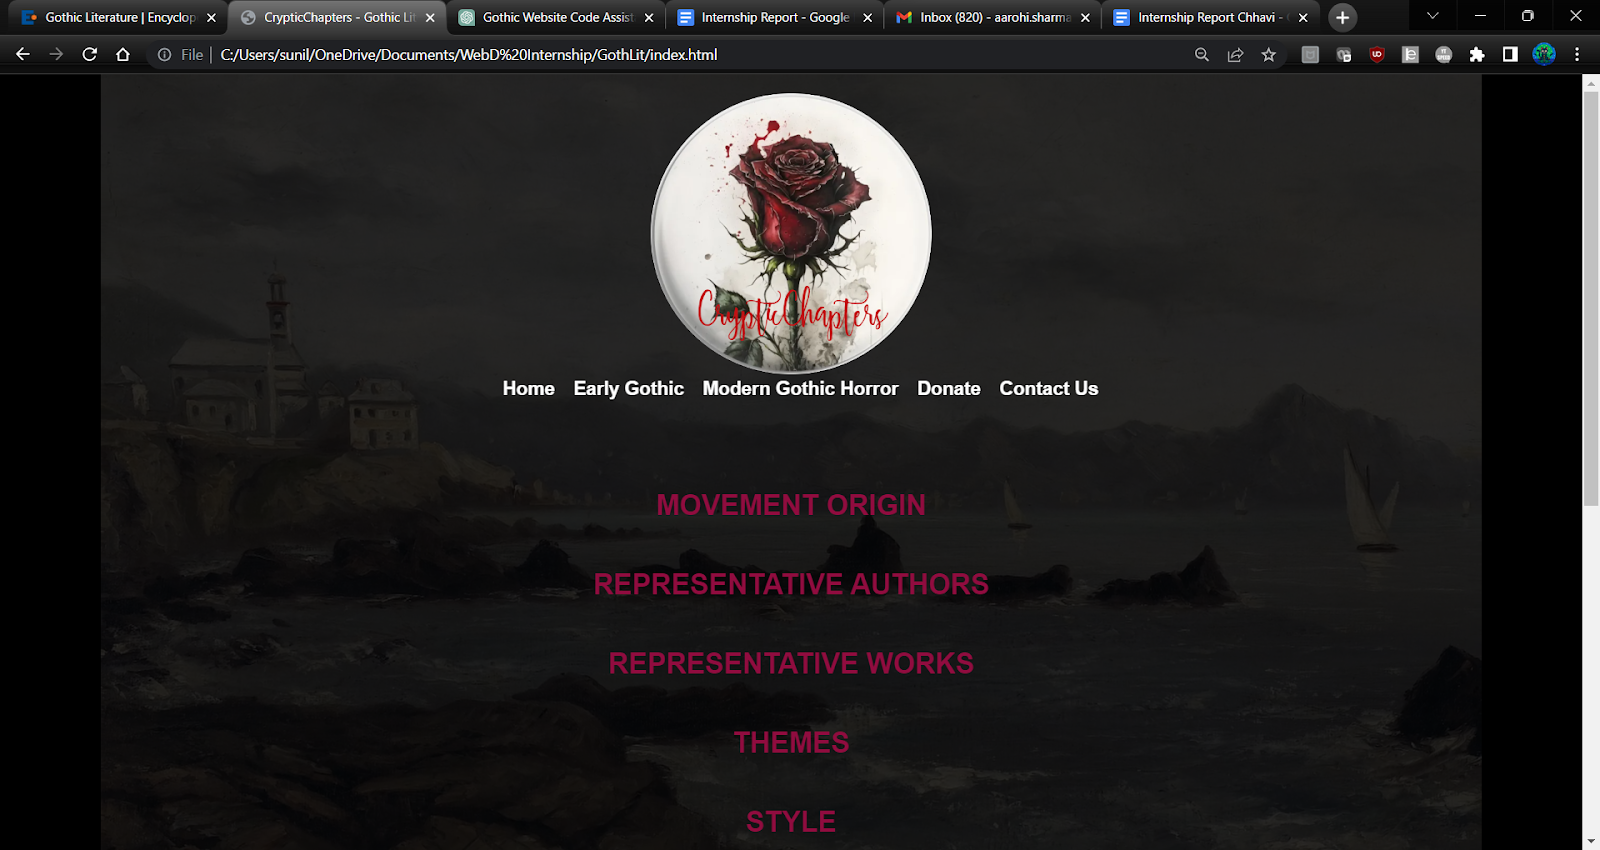 Gothic Literature | Encyclop
CrypticChapters - Gothic Lit
Gothic Website Code Assist
Internship Report - Google
Inbox (820) - aarohi.sharma
Internship Report Chhavi -
File
C:/Users/sunil/OneDrive/Documents/WebD%20Internship/GothLit/index.html
CrypticChapters
Home Early Gothic Modern Gothic Horror Donate Contact Us
MOVEMENT ORIGIN
REPRESENTATIVE AUTHORS
REPRESENTATIVE WORKS
THEMES
STYLE